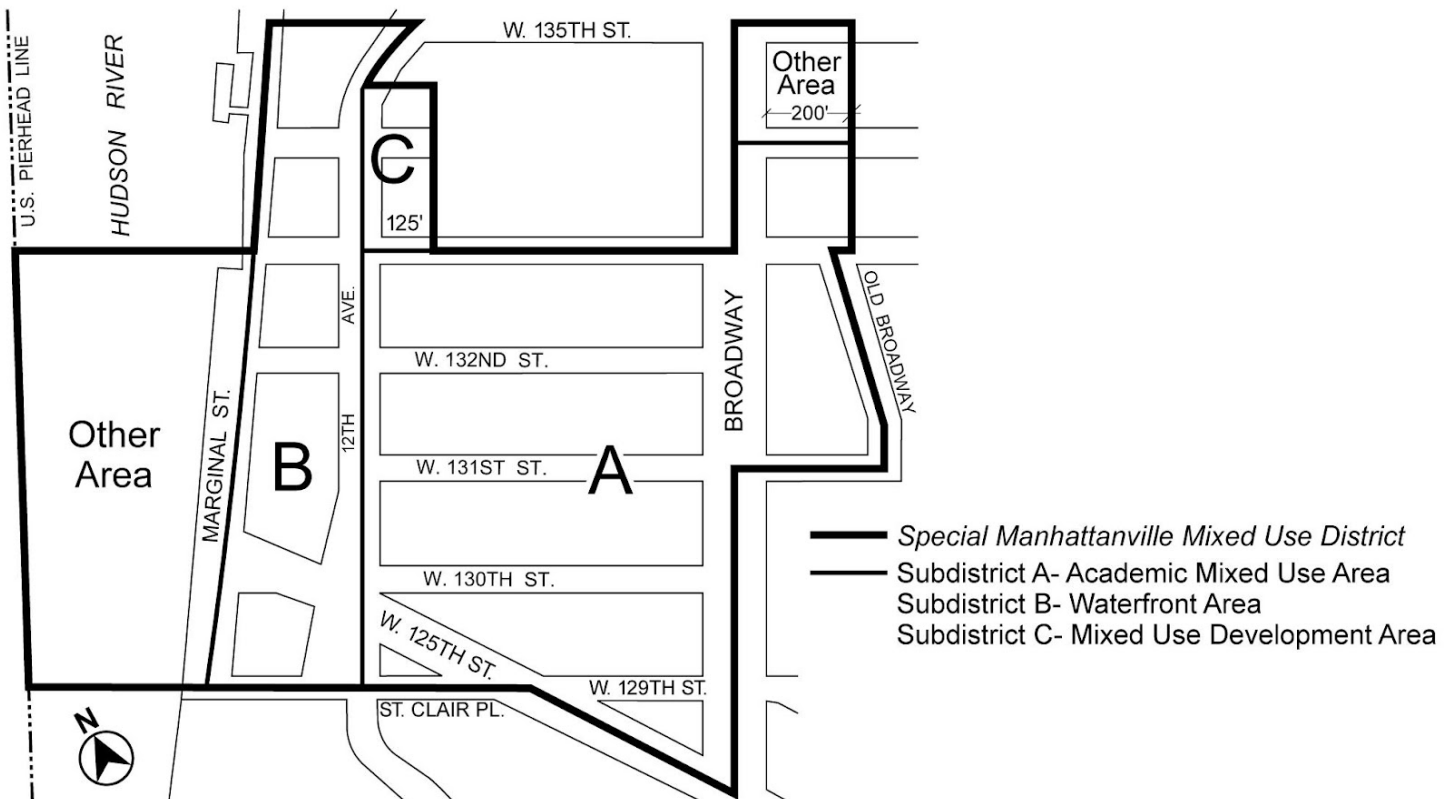 U.S. PIERHEAD LINE
HUDSON RIVER
W. 135TH ST.
Other
Area
200'
C
125'
12TH AVE.
W. 132ND ST.
BROADWAY
OLD BROADWAY
Other
Area
MARGINAL ST.
B
W. 131ST ST.
A
W. 130TH ST.
W. 125TH ST.
W. 129TH ST.
ST. CLAIR PL.
N
Special Manhattanville Mixed Use District
Subdistrict A- Academic Mixed Use Area
Subdistrict B- Waterfront Area
Subdistrict C- Mixed Use Development Area